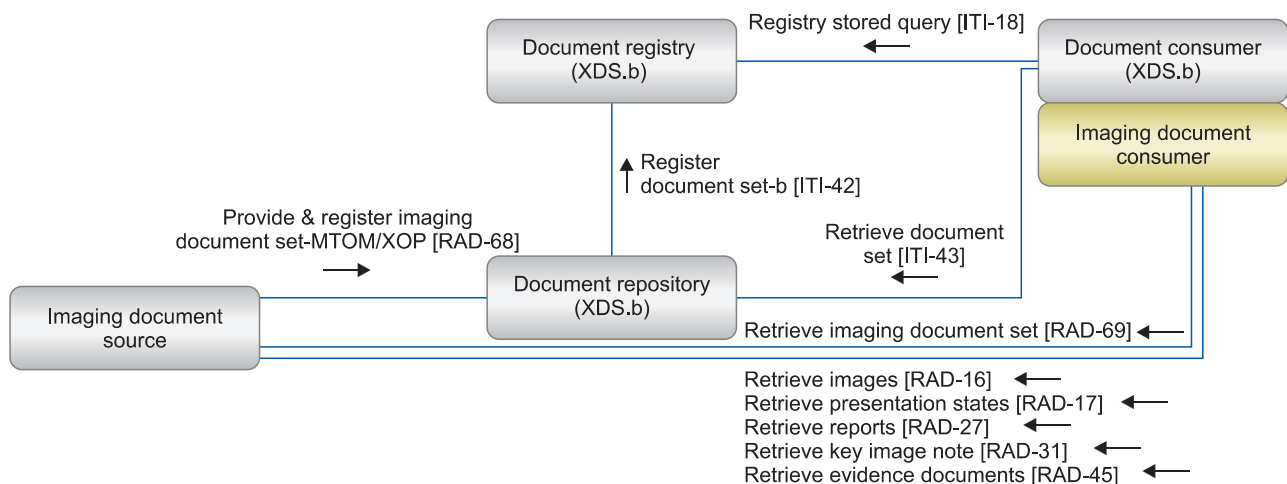 Registry stored query [ITI-18]
Document registry
(XDS.b)
Document consumer
(XDS.b)
Imaging document
consumer
Register
document set-b [ITI-42]
Provide & register imaging
document set-MTOM/XOP [RAD-68]
Retrieve document
set [ITI-43]
Document repository
(XDS.b)
Imaging document
source
Retrieve imaging document set [RAD-69]
Retrieve images [RAD-16]
Retrieve presentation states [RAD-17]
Retrieve reports [RAD-27]
Retrieve key image note [RAD-31]
Retrieve evidence documents [RAD-45]